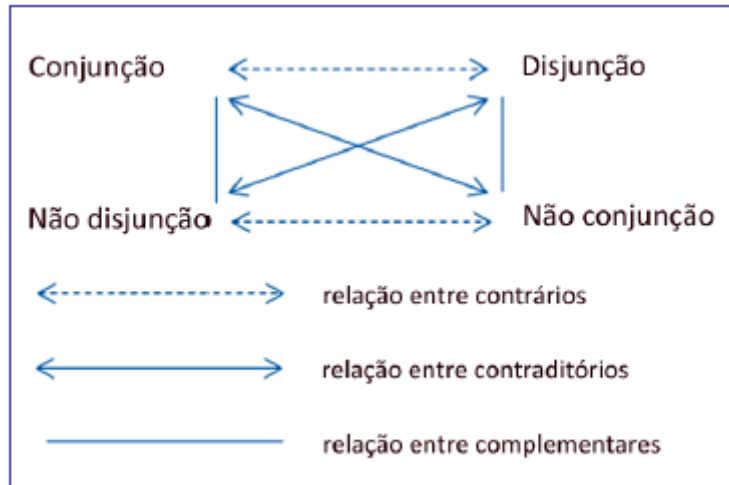 Conjunção Disjunção
Não disjunção Não conjunção
relação entre contrários
relação entre contraditórios
relação entre complementares